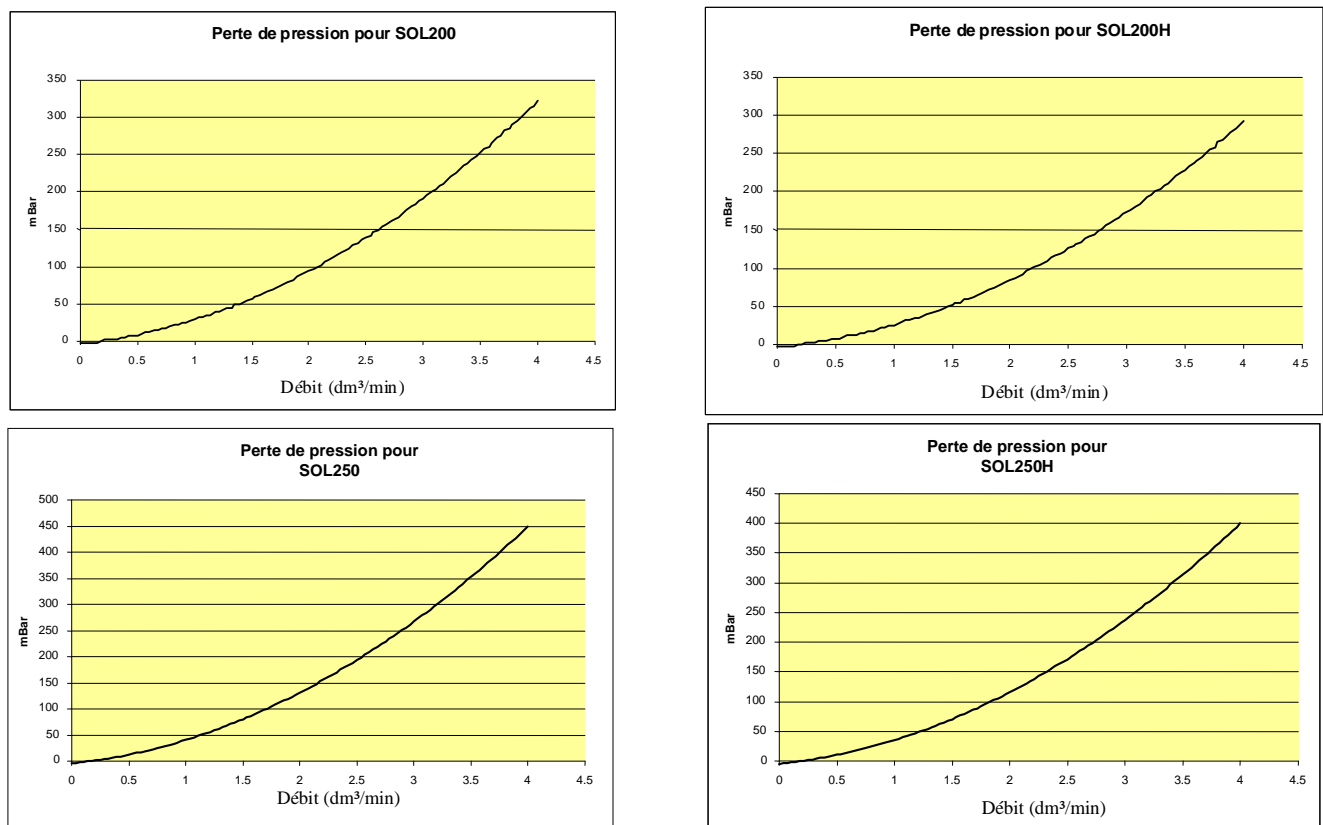 Perte de pression pour SOL200
350
300
250
200
150
100
50
0
mBar
0 0.5 1 1.5 2 2.5 3 3.5 4 4.5
Débit (dm³/min)
Perte de pression pour SOL200H
350
300
250
200
150
100
50
0
mBar
0 0.5 1 1.5 2 2.5 3 3.5 4 4.5
Débit (dm³/min)
Perte de pression pour
SOL250
500
450
400
350
300
250
200
150
100
50
0
mBar
0 0.5 1 1.5 2 2.5 3 3.5 4 4.5
Débit (dm³/min)
Perte de pression pour
SOL250H
450
400
350
300
250
200
150
100
50
0
mBar
0 0.5 1 1.5 2 2.5 3 3.5 4 4.5
Débit (dm³/min)